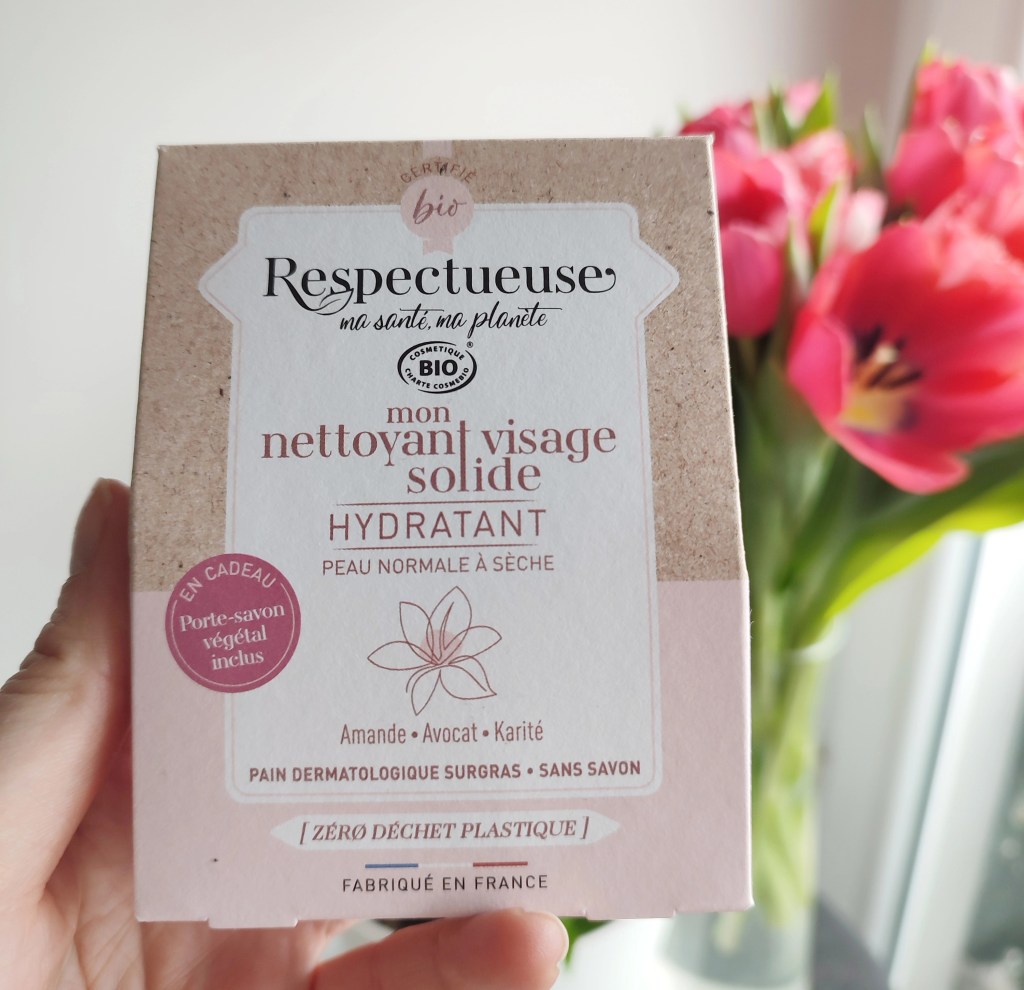 CERTIFIÉ
bio
Respectueuse
ma santé, ma planète
COSMETIQUE
BIO
®
CHARTE COSMEBIO
mon
nettoyant visage
solide
HYDRATANT
PEAU NORMALE À SÈCHE
EN CADEAU
Porte-savon
végétal
inclus
Amande • Avocat • Karité
PAIN DERMATOLOGIQUE SURGRAS • SANS SAVON
[ ZÉRØ DÉCHET PLASTIQUE ]
FABRIQUÉ EN FRANCE